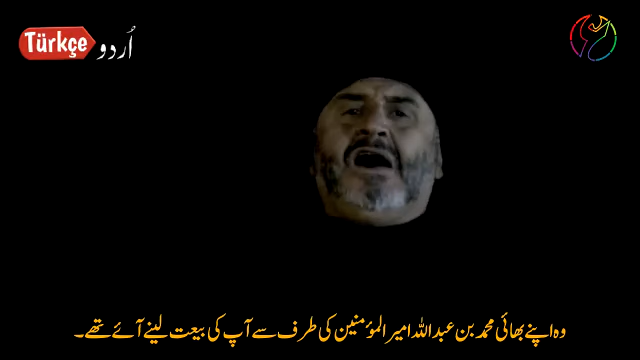 Türkçe اُردو
وہ اپنے بھائی محمد بن عبداللہ امیر المؤمنین کی طرف سے آپ کی بیعت لینے آئے تھے۔